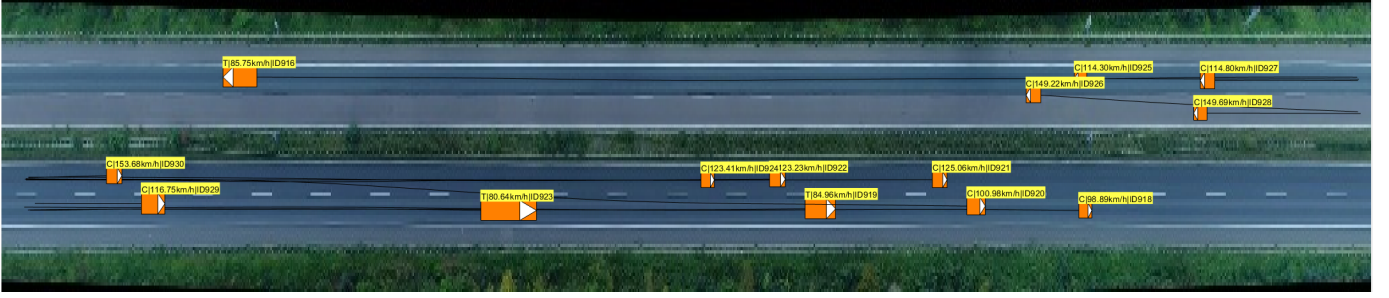 T|85.75km/h|ID916
C|114.30km/h|ID925
C|114.80km/h|ID927
C|149.22km/h|ID926
C|149.69km/h|ID928
C|153.68km/h|ID930
C|123.41km/h|ID924
123.23km/h|ID922
C|125.06km/h|ID921
C|116.75km/h|ID929
T|80.64km/h|ID923
T|84.96km/h|ID919
C|100.98km/h|ID920
C|98.89km/h|ID918